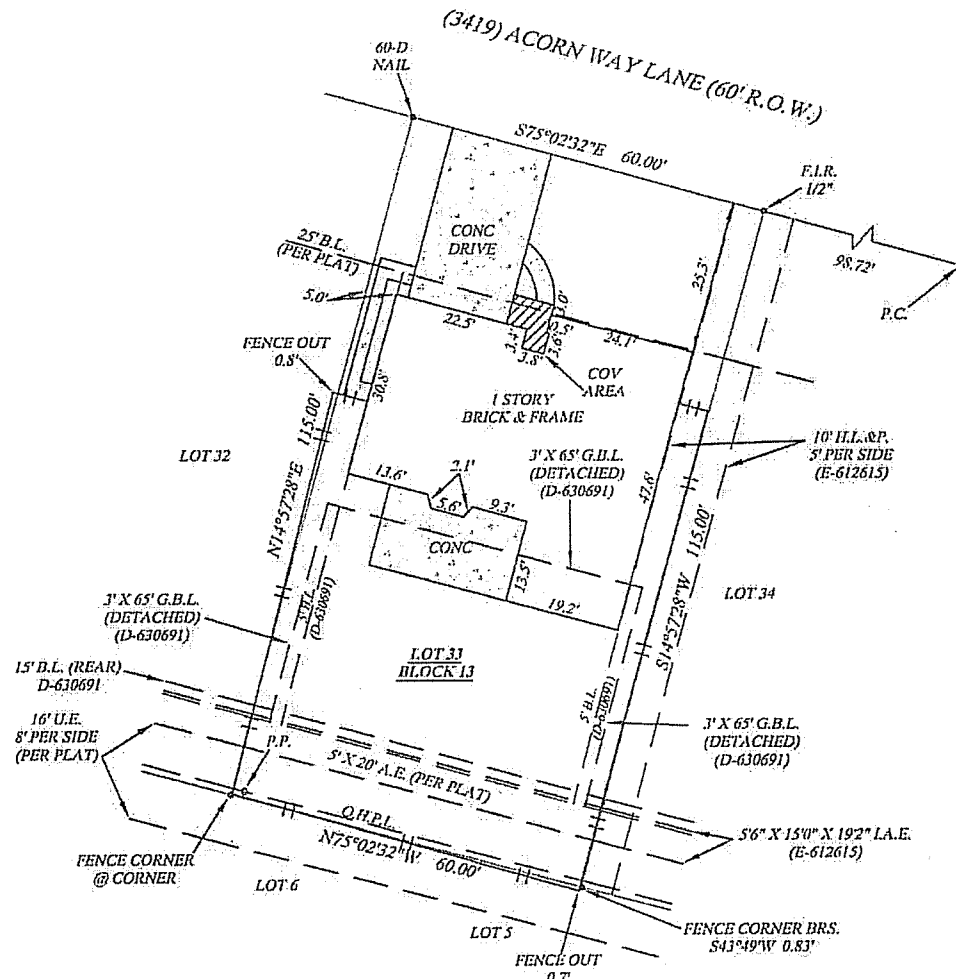 (3419) ACORN WAY LANE (60' R.O.W.)
60-D
NAIL
S75°02'32"E 60.00'
F.I.R.
1/2"
98.72'
P.C.
25' B.L.
(PER PLAT)
CONC
DRIVE
25.3'
5.0'
22.5'
3.0'
0.5'
3.4'
3.6'
3.8'
24.1'
COV
AREA
FENCE OUT
0.8'
30.8'
1 STORY
BRICK & FRAME
10' H.L.&P.
5' PER SIDE
(E-612615)
LOT 32
N14°57'28"E 115.00'
3' X 65' G.B.L.
(DETACHED)
(D-630691)
47.8'
13.6'
2.1'
5.6'
9.3'
CONC
13.5'
19.2'
S14°57'28"W 115.00'
LOT 34
3' X 65' G.B.L.
(DETACHED)
(D-630691)
5' B.L.
(D-630691)
LOT 33
BLOCK 13
5' B.L.
(D-630691)
3' X 65' G.B.L.
(DETACHED)
(D-630691)
15' B.L. (REAR)
D-630691
16' U.E.
8' PER SIDE
(PER PLAT)
P.P.
5' X 20' A.E. (PER PLAT)
5'6" X 15'0" X 19'2" I.A.E.
(E-612615)
O.H.P.L.
N75°02'32"W 60.00'
FENCE CORNER
@ CORNER
LOT 6
LOT 5
FENCE CORNER BRS.
S43°49'W 0.83'
FENCE OUT
0.7'